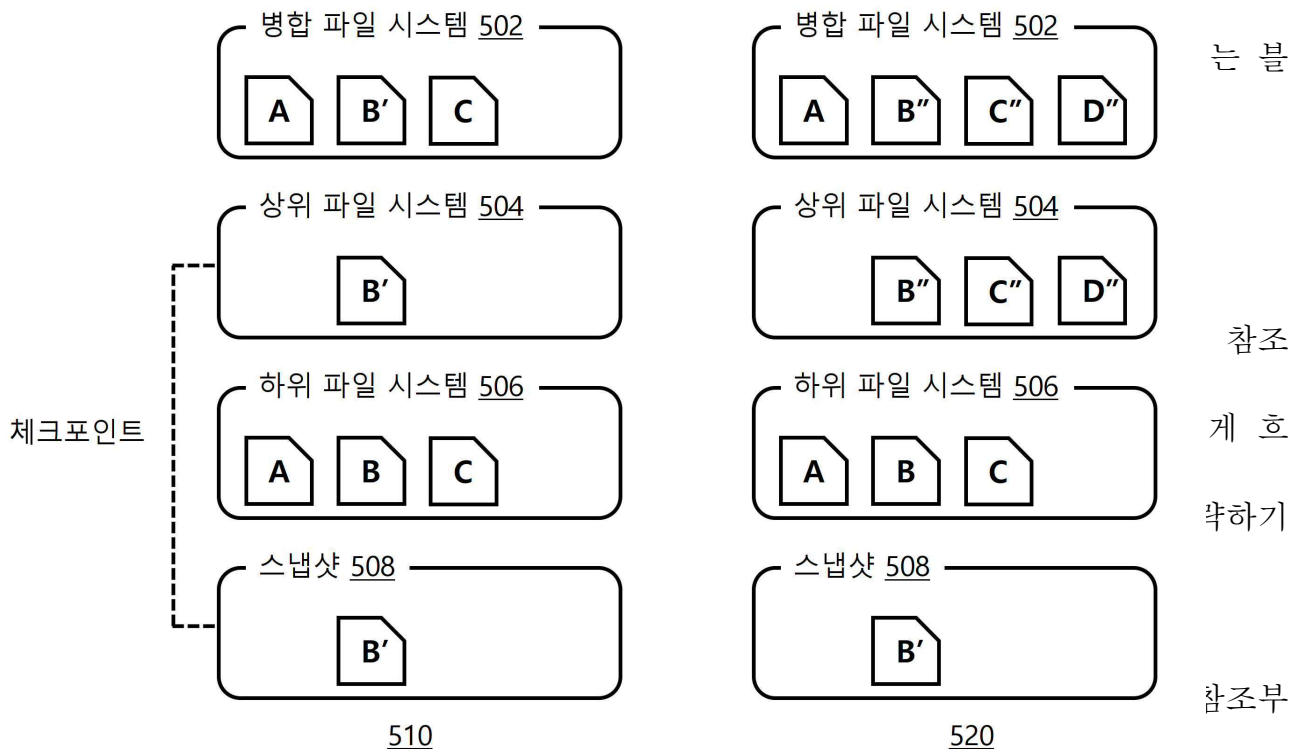 병합 파일 시스템 502
A B′ C
상위 파일 시스템 504
B′
체크포인트
하위 파일 시스템 506
A B C
스냅샷 508
B′
510
병합 파일 시스템 502
A B″ C″ D″
상위 파일 시스템 504
B″ C″ D″
하위 파일 시스템 506
A B C
스냅샷 508
B′
520
는 블
참조
게 흐
하기
참조부